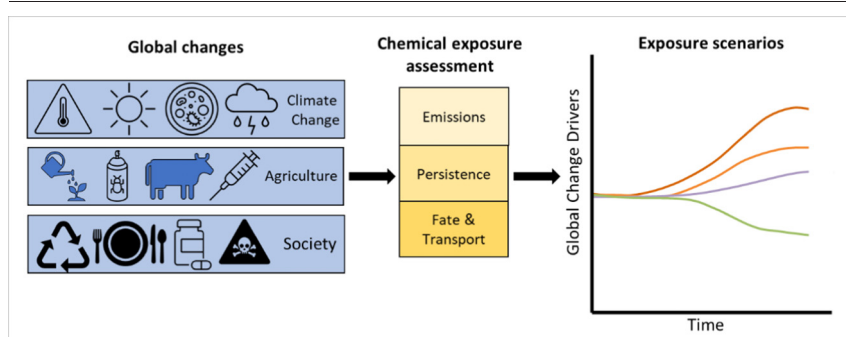 Global changes
Climate
Change
Agriculture
Society
Chemical exposure
assessment
Emissions
Persistence
Fate &
Transport
Exposure scenarios
Global Change Drivers
Time